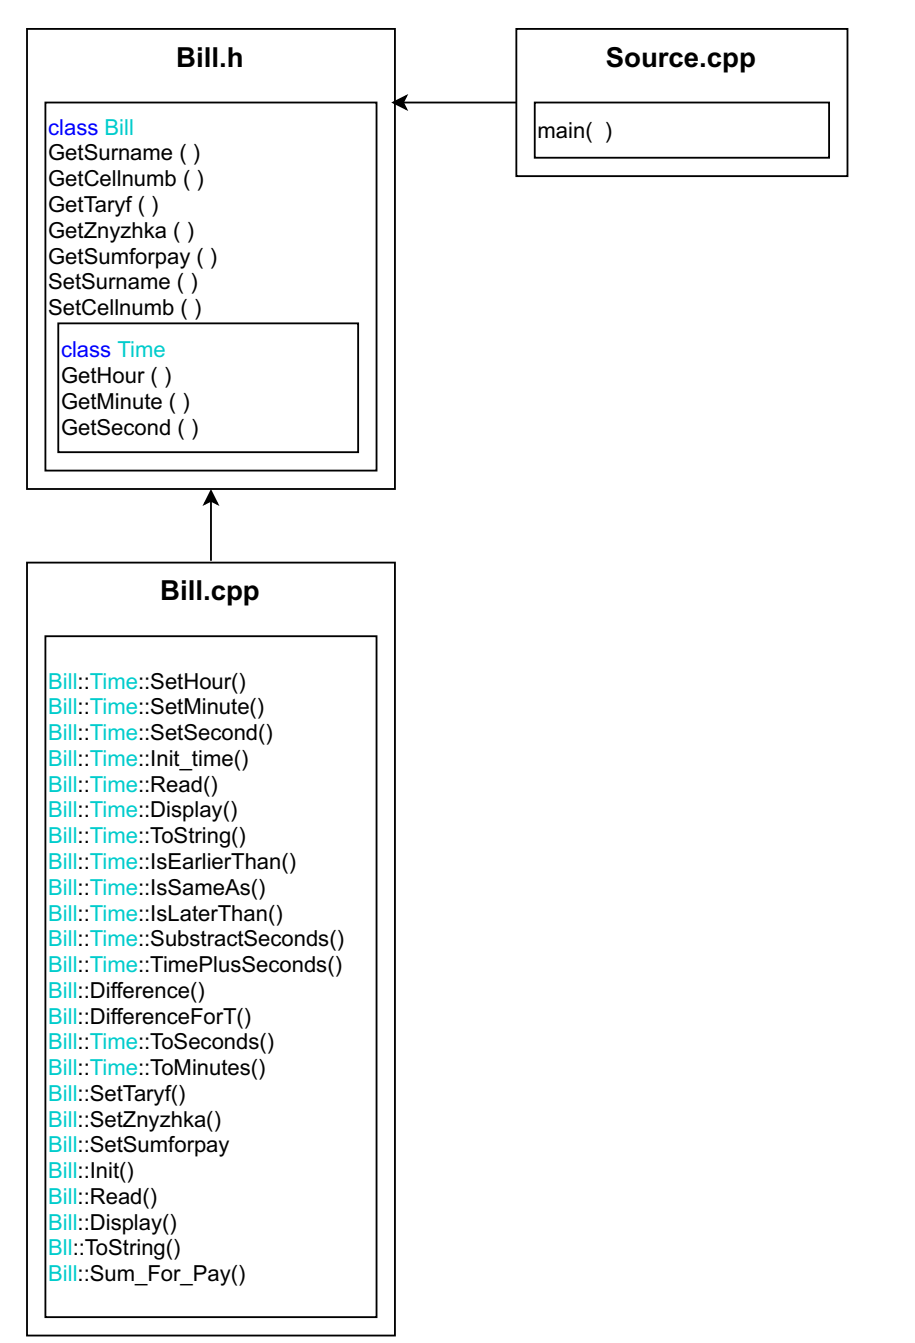 Bill.h
class Bill
GetSurname ( )
GetCellnumb ( )
GetTaryf ( )
GetZnyzhka ( )
GetSumforpay ( )
SetSurname ( )
SetCellnumb ( )
class Time
GetHour ( )
GetMinute ( )
GetSecond ( )
Source.cpp
main(  )
Bill.cpp
Bill::Time::SetHour()
Bill::Time::SetMinute()
Bill::Time::SetSecond()
Bill::Time::Init_time()
Bill::Time::Read()
Bill::Time::Display()
Bill::Time::ToString()
Bill::Time::IsEarlierThan()
Bill::Time::IsSameAs()
Bill::Time::IsLaterThan()
Bill::Time::SubstractSeconds()
Bill::Time::TimePlusSeconds()
Bill::Difference()
Bill::DifferenceForT()
Bill::Time::ToSeconds()
Bill::Time::ToMinutes()
Bill::SetTaryf()
Bill::SetZnyzhka()
Bill::SetSumforpay
Bill::Init()
Bill::Read()
Bill::Display()
Bll::ToString()
Bill::Sum_For_Pay()